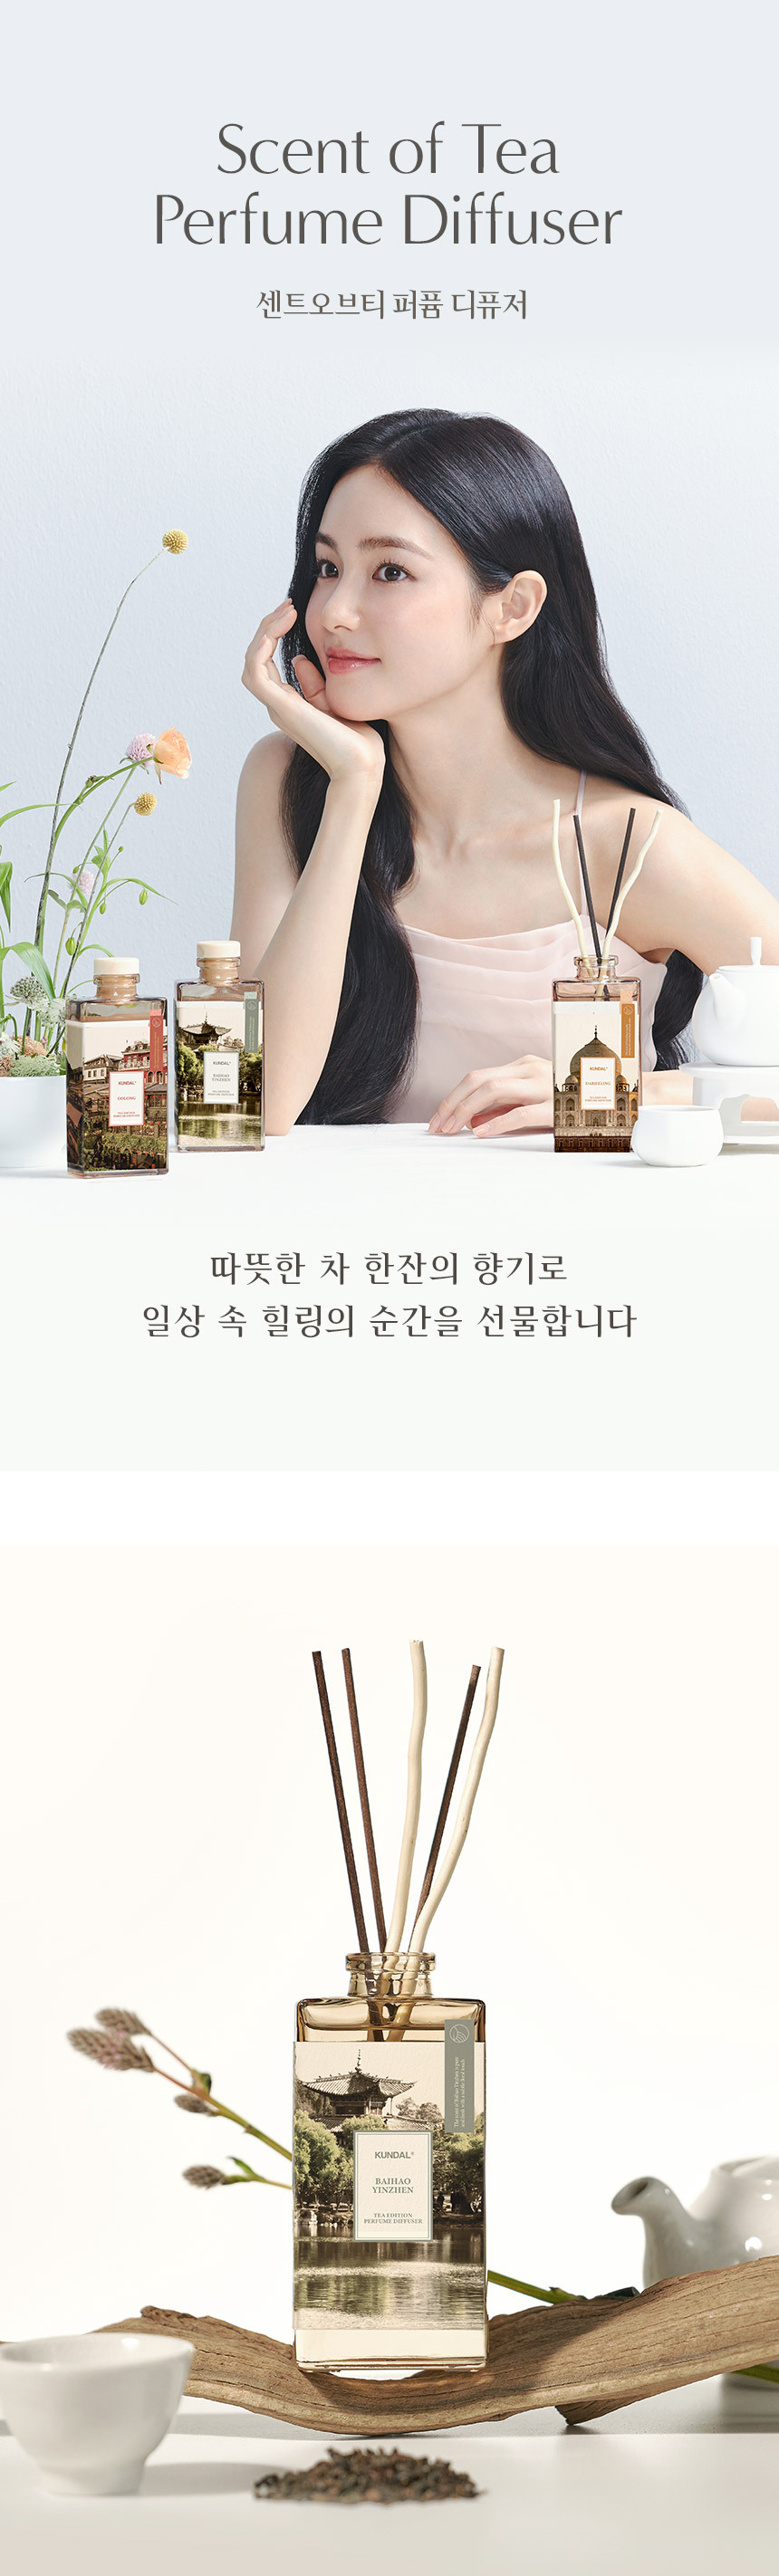 Scent of Tea
Perfume Diffuser
센트오브티 퍼퓸 디퓨저
KUNDAL
OOLONG
KUNDAL
BAIHAO
YINZHEN
KUNDAL
DARJEELING
따뜻한 차 한잔의 향기로
일상 속 힐링의 순간을 선물합니다
KUNDAL
BAIHAO
YINZHEN
TEA EDITION
PERFUME DIFFUSER